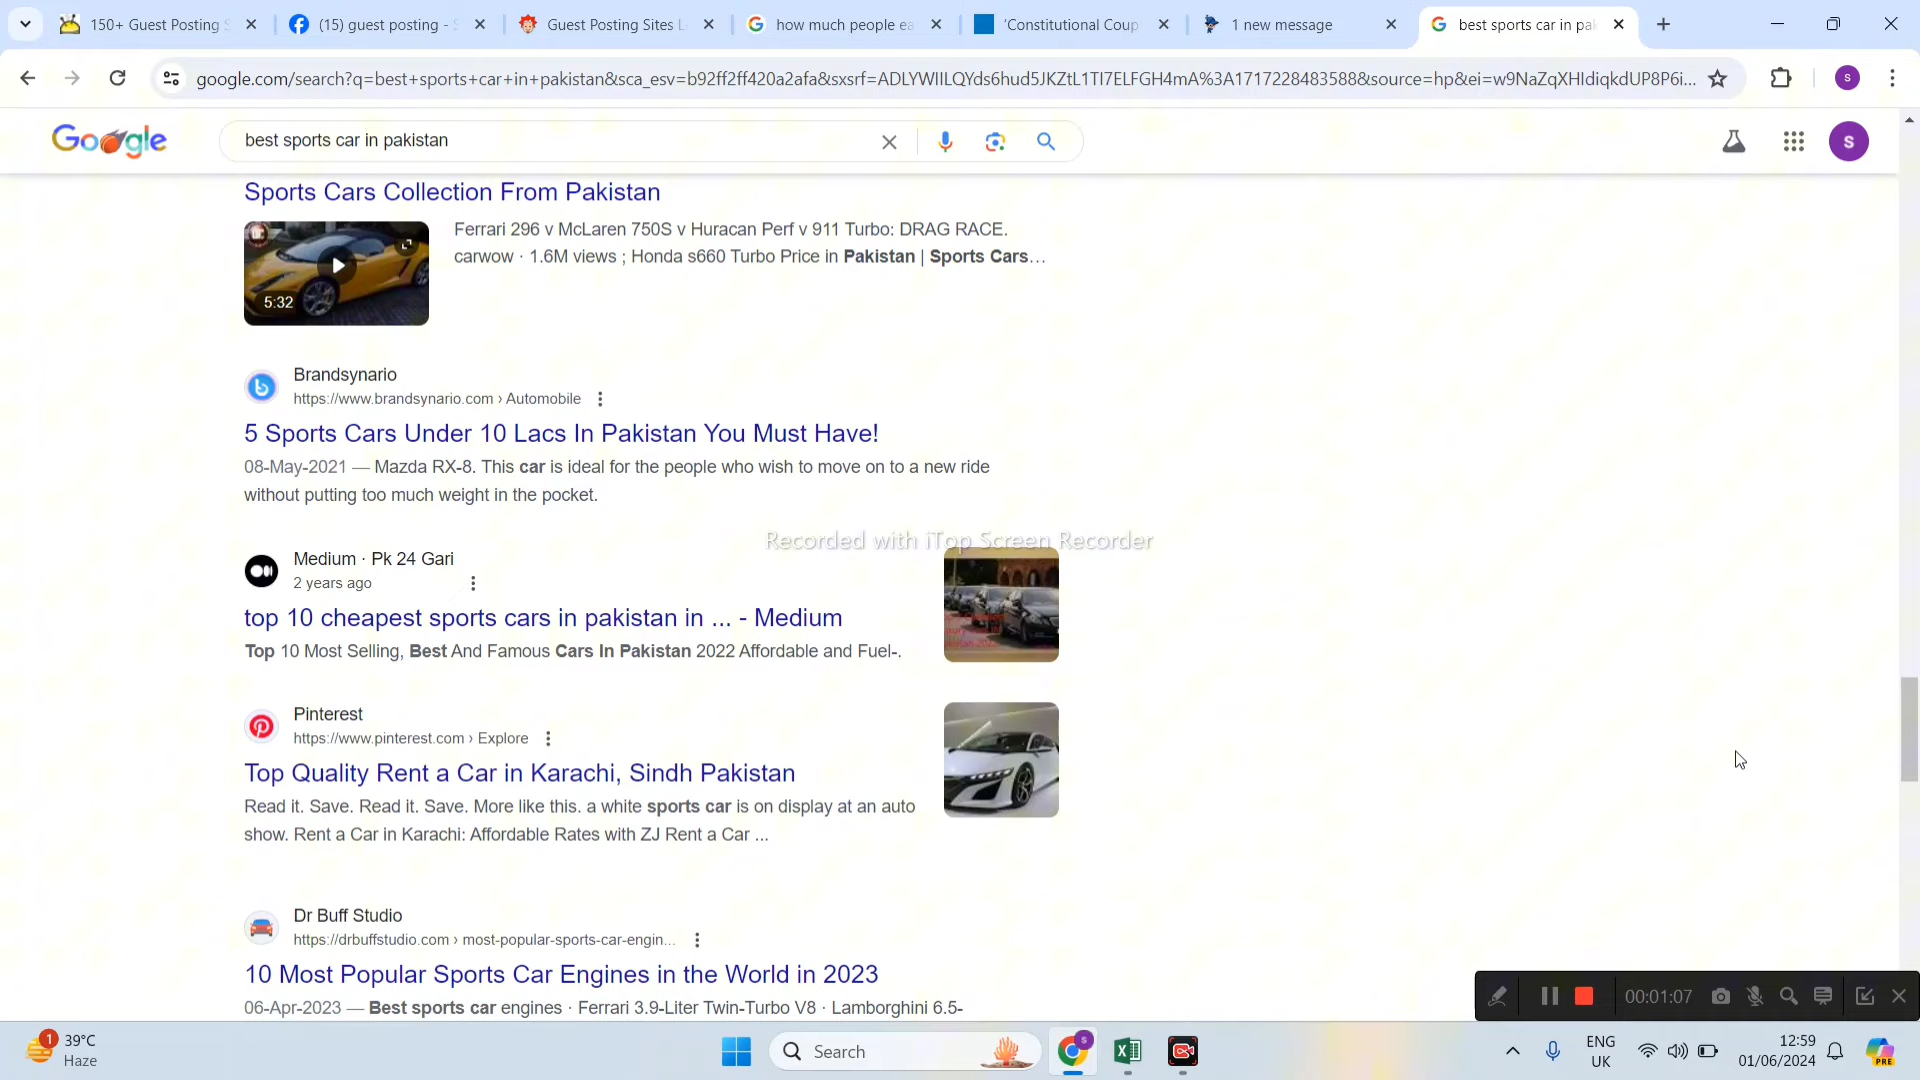 150+ Guest Posting S
(15) guest posting - S
Guest Posting Sites L
how much people ea
'Constitutional Coup
1 new message
best sports car in pak
google.com/search?q=best+sports+car+in+pakistan&sca_esv=b92ff2ff420a2afa&sxsrf=ADLYWIILQYds6hud5JKZtL1TI7ELFGH4mA%3A1717228483588&source=hp&ei=w9NaZqXHIdiqkdUP8P6i...
S
Google
best sports car in pakistan
S
Sports Cars Collection From Pakistan
5:32
Ferrari 296 v McLaren 750S v Huracan Perf v 911 Turbo: DRAG RACE.
carwow · 1.6M views ; Honda s660 Turbo Price in Pakistan | Sports Cars...
Brandsynario
https://www.brandsynario.com › Automobile
5 Sports Cars Under 10 Lacs In Pakistan You Must Have!
08-May-2021 — Mazda RX-8. This car is ideal for the people who wish to move on to a new ride
without putting too much weight in the pocket.
Recorded with iTop Screen Recorder
Medium · Pk 24 Gari
2 years ago
top 10 cheapest sports cars in pakistan in ... - Medium
Top 10 Most Selling, Best And Famous Cars In Pakistan 2022 Affordable and Fuel-.
Pinterest
https://www.pinterest.com › Explore
Top Quality Rent a Car in Karachi, Sindh Pakistan
Read it. Save. Read it. Save. More like this. a white sports car is on display at an auto
show. Rent a Car in Karachi: Affordable Rates with ZJ Rent a Car ...
Dr Buff Studio
https://drbuffstudio.com › most-popular-sports-car-engin...
10 Most Popular Sports Car Engines in the World in 2023
06-Apr-2023 — Best sports car engines · Ferrari 3.9-Liter Twin-Turbo V8 · Lamborghini 6.5-
00:01:07
1
39°C
Haze
Search
S
ENG
UK
12:59
01/06/2024
PRE